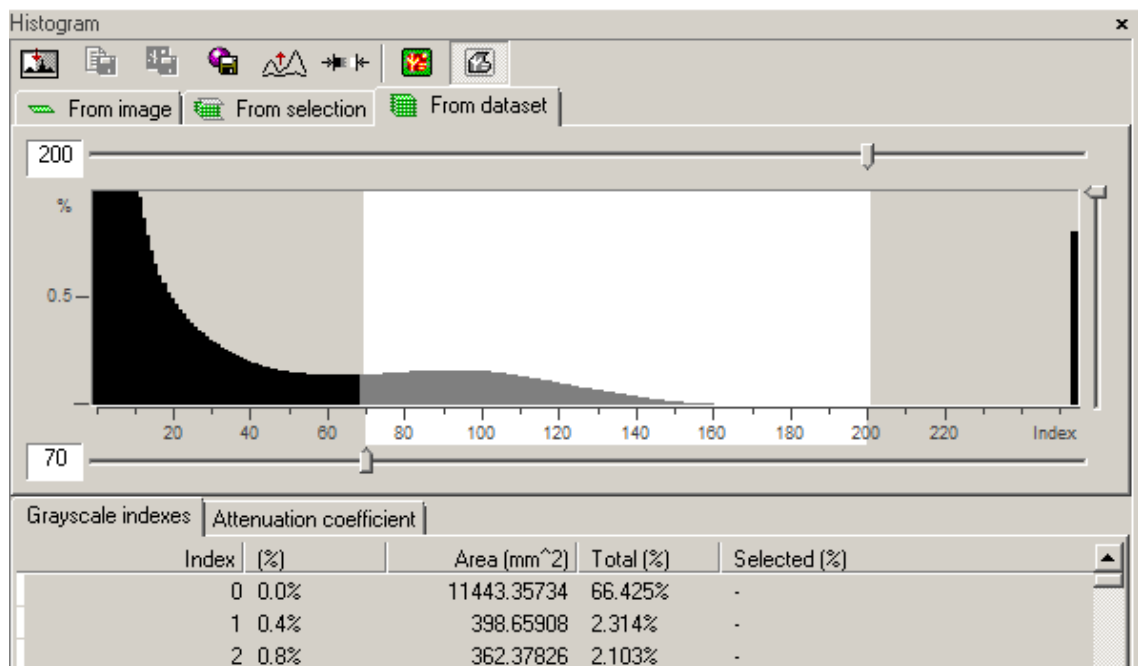 Histogram
From image From selection From dataset
200
%
0.5
20 40 60 80 100 120 140 160 180 200 220 Index
70
Grayscale indexes Attenuation coefficient
Index (%) Area (mm^2) Total (%) Selected (%)
0 0.0% 11443.35734 66.425% -
1 0.4% 398.65908 2.314% -
2 0.8% 362.37826 2.103% -